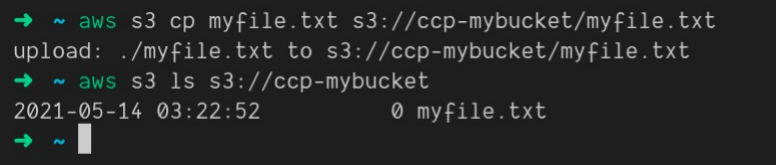 ➜ ~ aws s3 cp myfile.txt s3://ccp-mybucket/myfile.txt
upload: ./myfile.txt to s3://ccp-mybucket/myfile.txt
➜ ~ aws s3 ls s3://ccp-mybucket
2021-05-14 03:22:52          0 myfile.txt
➜ ~